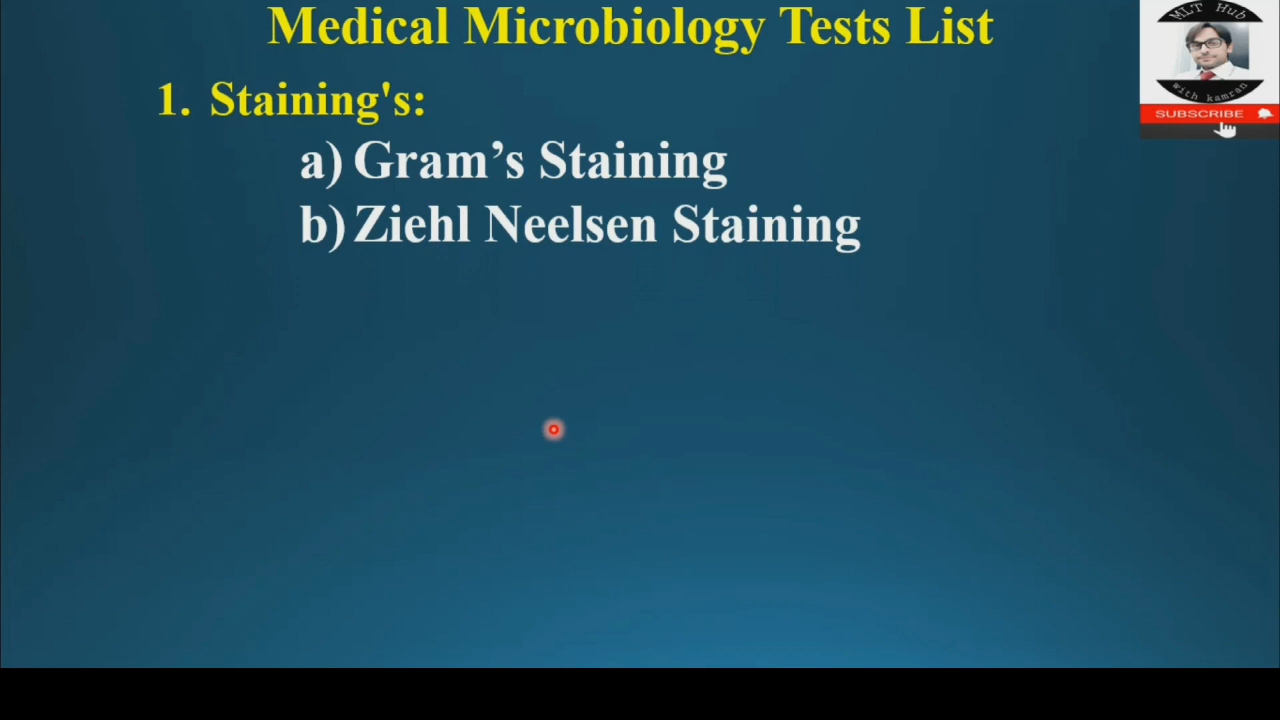 Medical Microbiology Tests List
MLT Hub
with kamran
SUBSCRIBE
1. Staining's:
a) Gram’s Staining
b) Ziehl Neelsen Staining